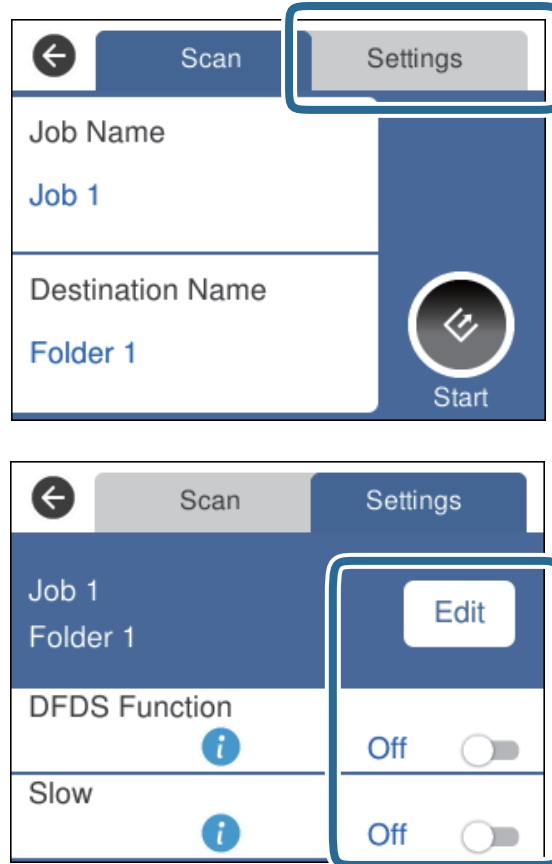 Scan
Settings
Job Name
Job 1
Destination Name
Folder 1
Start
Scan
Settings
Job 1
Folder 1
Edit
DFDS Function
i
Off
Slow
i
Off